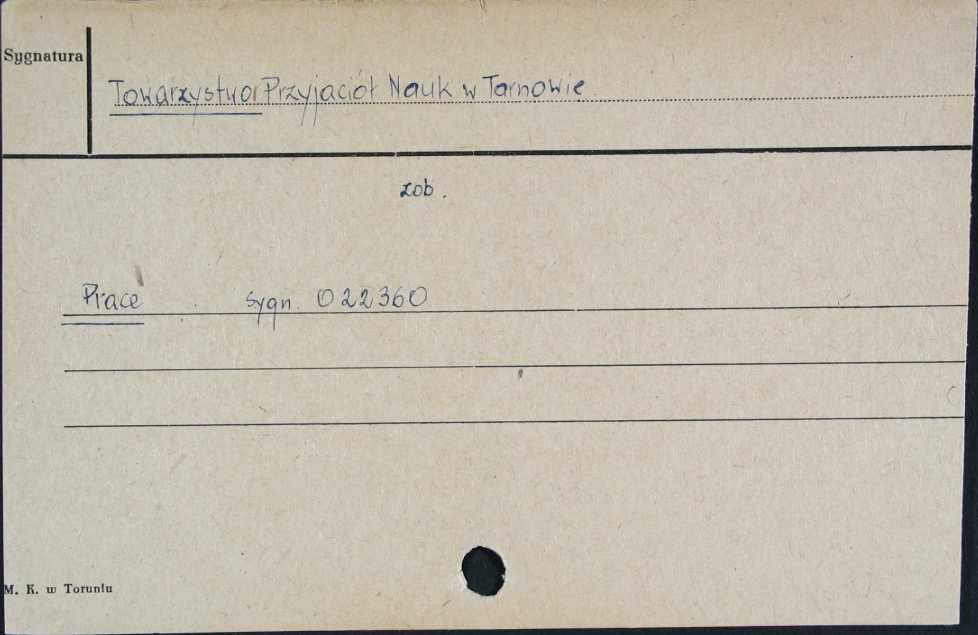 Sygnatura
Towarzystwo Przyjaciół Nauk w Tarnowie
zob.
Prace sygn. 022360
M. K. w Toruniu